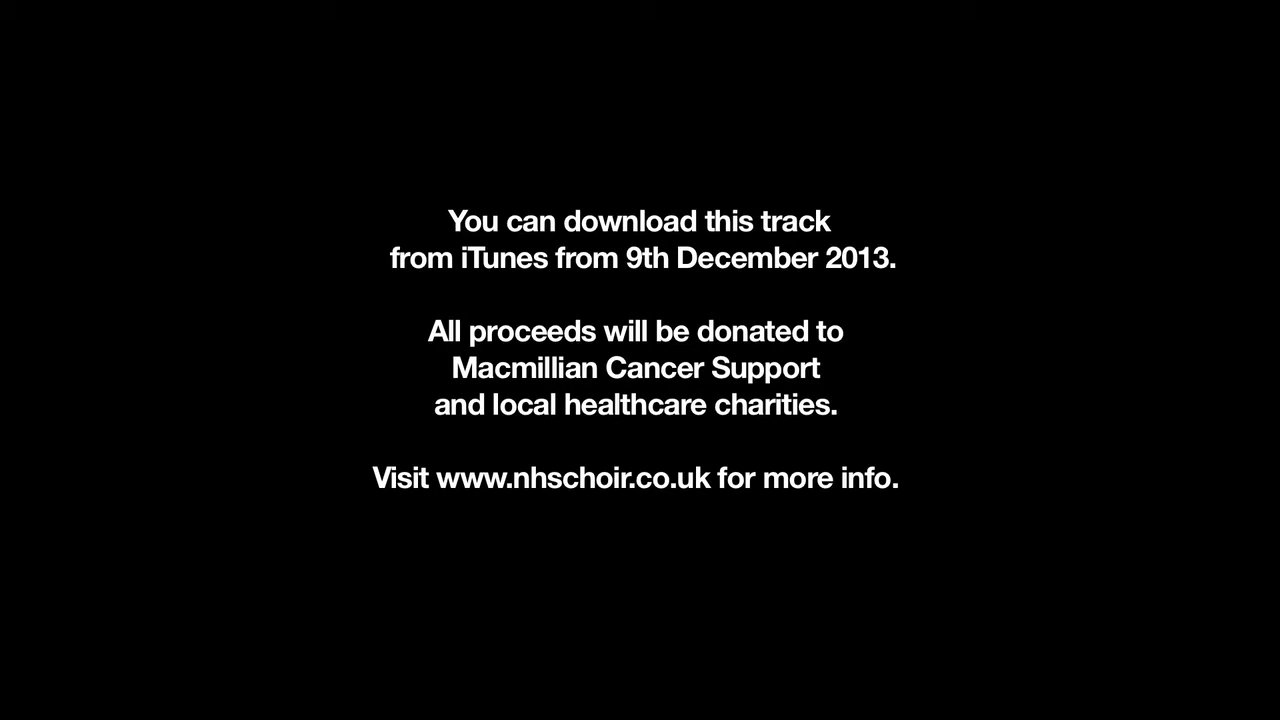 You can download this track
from iTunes from 9th December 2013.
All proceeds will be donated to
Macmillian Cancer Support
and local healthcare charities.
Visit www.nhschoir.co.uk for more info.